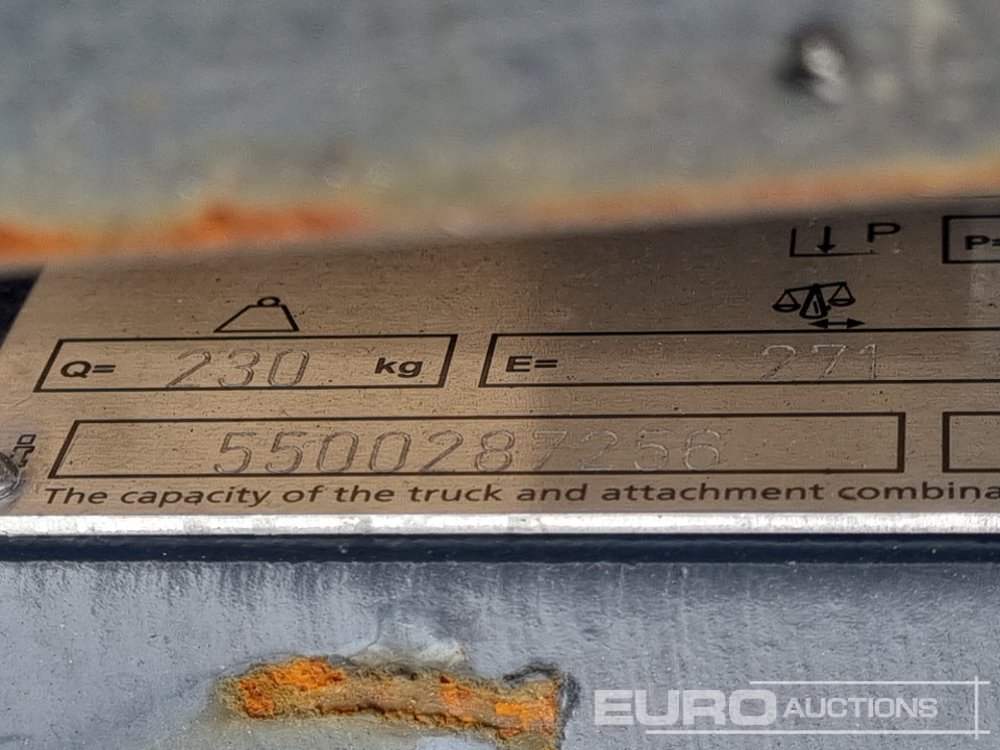 P P=
Q= 230 kg E= 271
5500287256
The capacity of the truck and attachment combina
EURO AUCTIONS